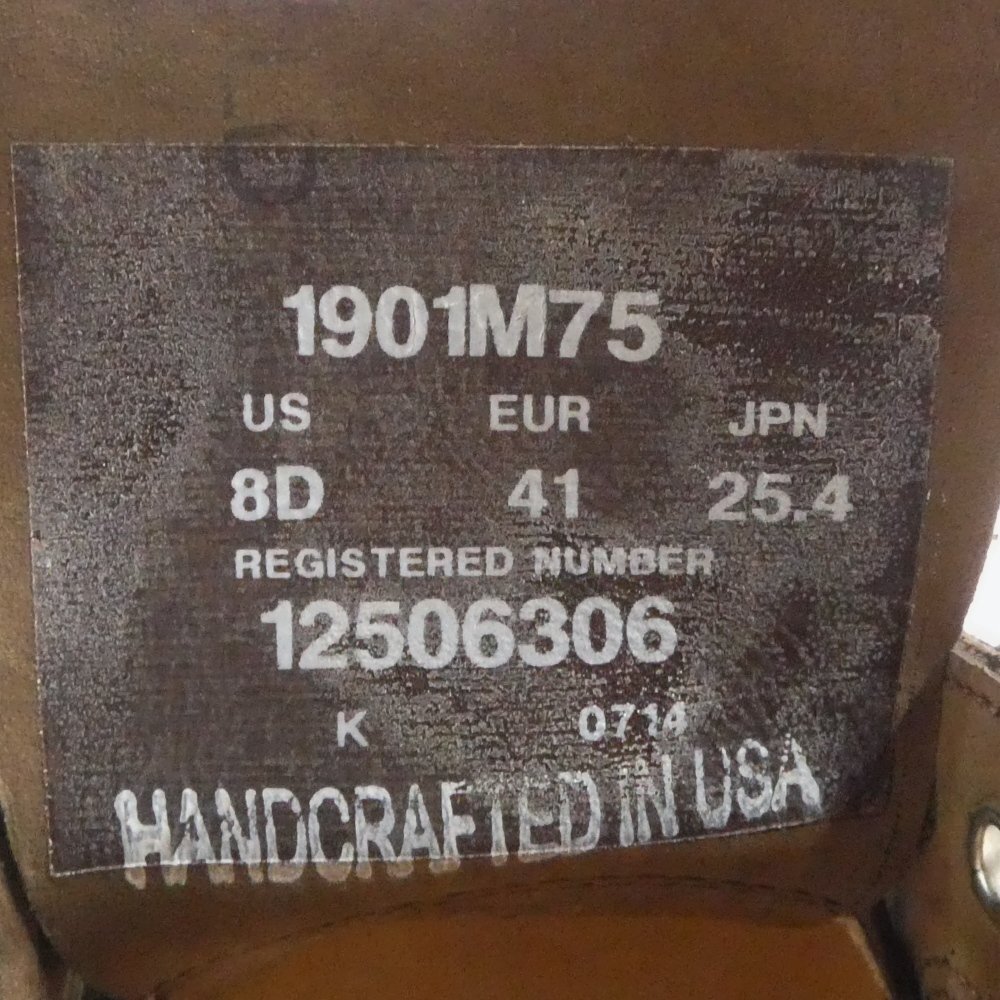 1901M75
US EUR JPN
8D 41 25.4
REGISTERED NUMBER
12506306
K 0714
HANDCRAFTED IN USA